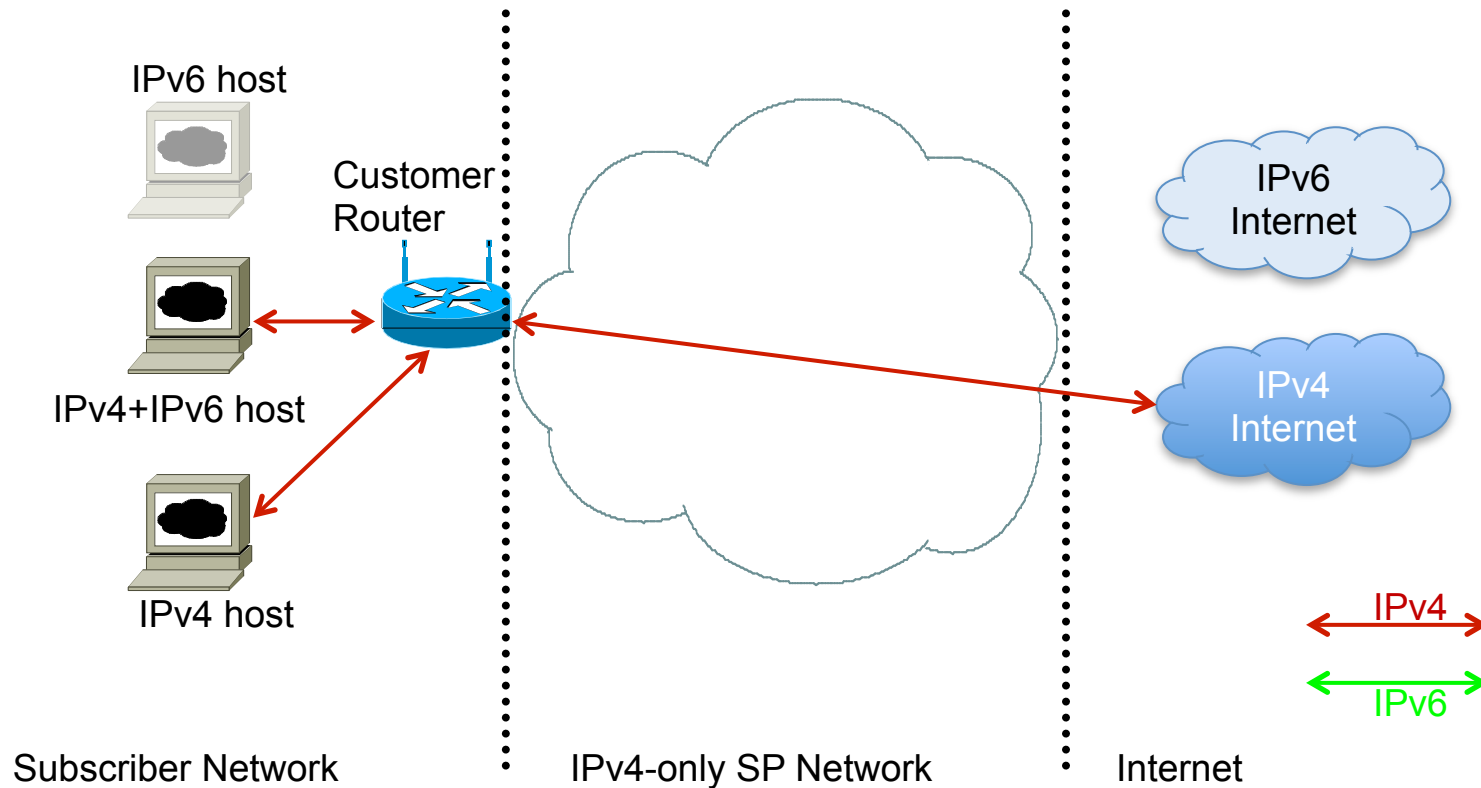 IPv6 host
Customer
Router
IPv6
Internet
IPv4+IPv6 host
IPv4
Internet
IPv4 host
IPv4
IPv6
Subscriber Network
IPv4-only SP Network
Internet